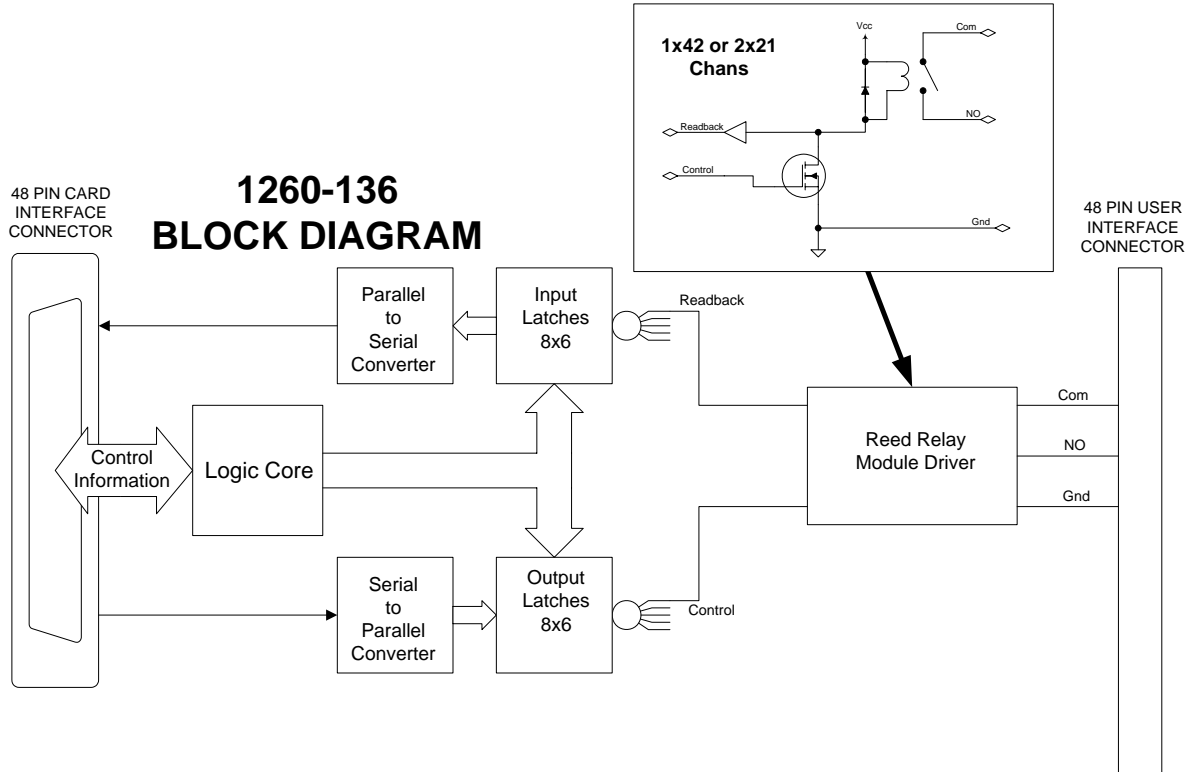 1x42 or 2x21
Chans
Vcc
Com
NO
Readback
Control
Gnd
1260-136
BLOCK DIAGRAM
48 PIN CARD
INTERFACE
CONNECTOR
48 PIN USER
INTERFACE
CONNECTOR
Parallel
to
Serial
Converter
Input
Latches
8x6
Readback
Control
Information
Logic Core
Reed Relay
Module Driver
Com
NO
Gnd
Serial
to
Parallel
Converter
Output
Latches
8x6
Control